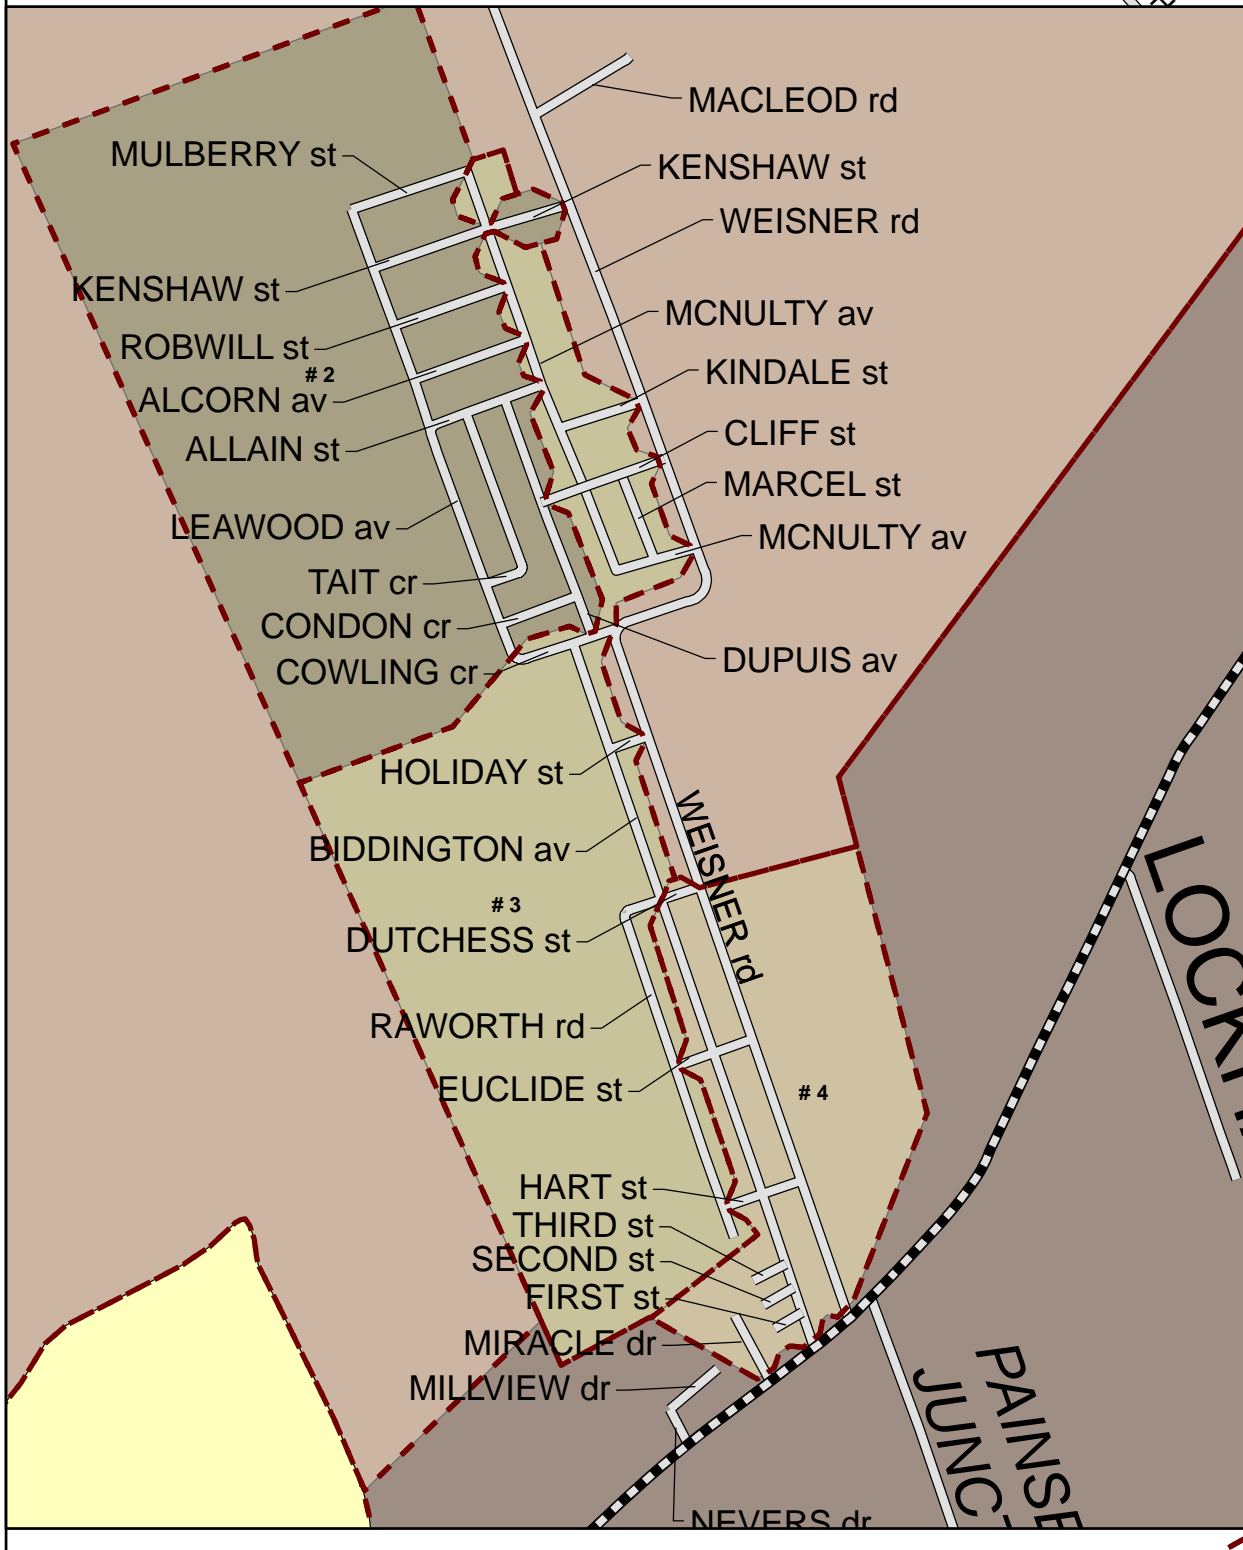 MACLEOD rd
MULBERRY st
KENSHAW st
WEISNER rd
KENSHAW st
MCNULTY av
ROBWILL st
# 2
KINDALE st
ALCORN av
CLIFF st
ALLAIN st
MARCEL st
LEAWOOD av
MCNULTY av
TAIT cr
CONDON cr
DUPUIS av
COWLING cr
HOLIDAY st
WEISNER rd
BIDDINGTON av
# 3
DUTCHESS st
RAWORTH rd
EUCLIDE st
# 4
HART st
THIRD st
SECOND st
FIRST st
MIRACLE dr
MILLVIEW dr
NEVERS dr